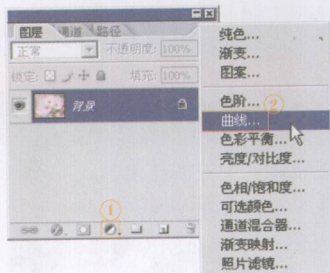 图层 通道 路径
正常 不透明度: 100%
锁定: 填充: 100%
背景
①
纯色...
渐变...
图案...
色阶...
曲线... ②
色彩平衡...
亮度/对比度...
色相/饱和度...
可选颜色...
通道混合器...
渐变映射...
照片滤镜...